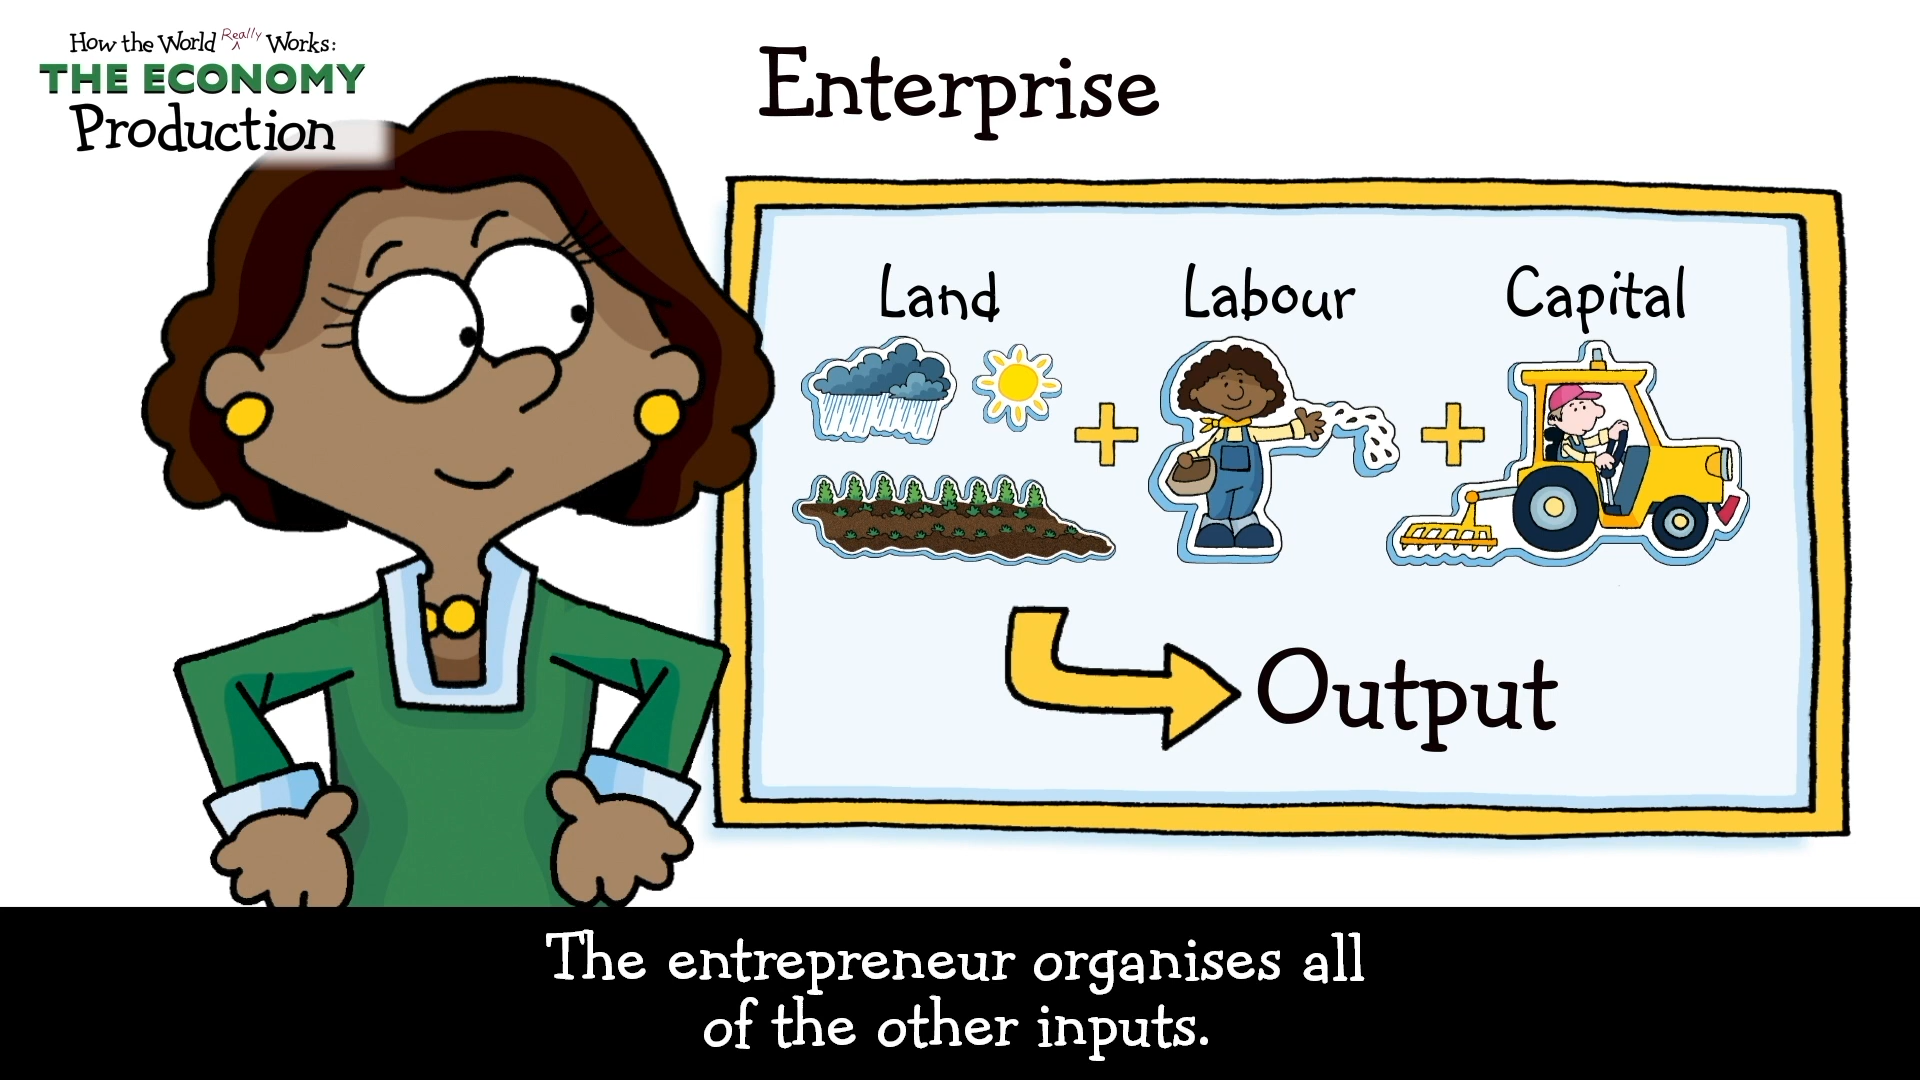 How the World Really Works:
THE ECONOMY
Production
Enterprise
Land
Labour
Capital
+
+
Output
The entrepreneur organises all
of the other inputs.